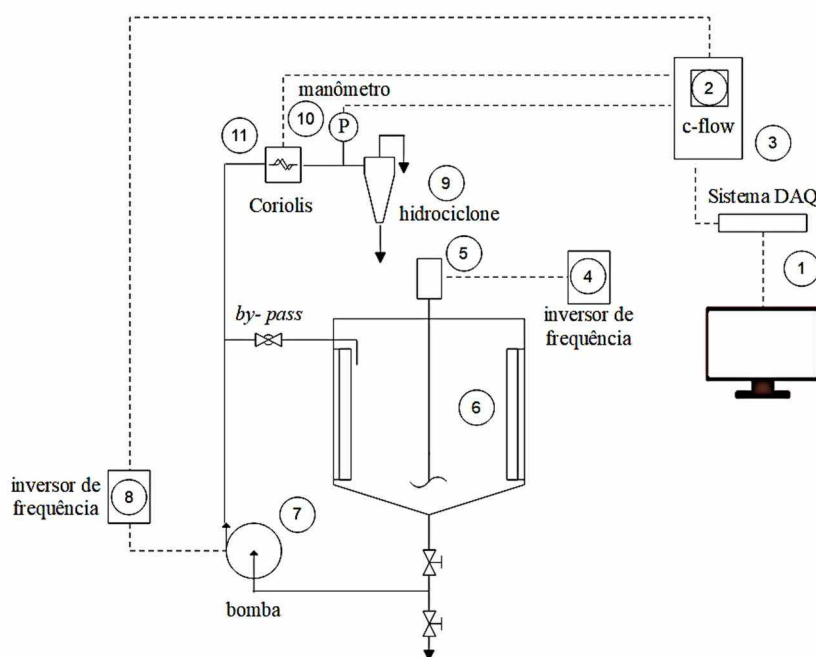 manômetro
2
11
10
P
c-flow
3
Coriolis
9
hidrociclone
Sistema DAQ
5
4
1
by- pass
inversor de
frequência
6
inversor de
frequência
8
7
bomba